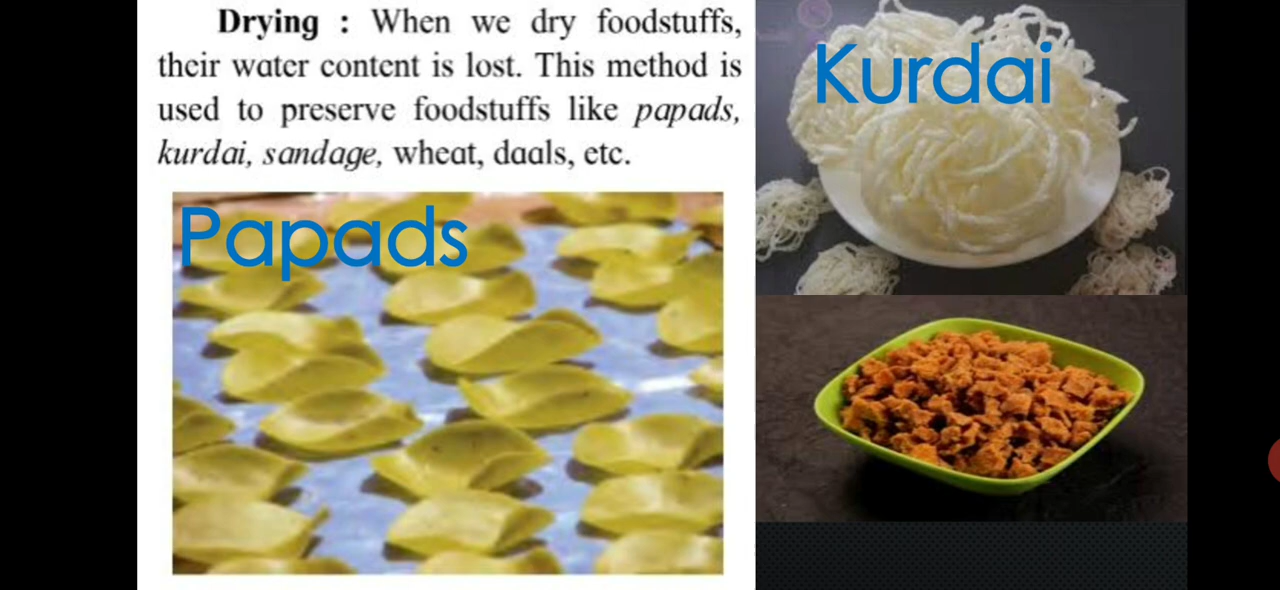 Drying : When we dry foodstuffs,
their water content is lost. This method is
used to preserve foodstuffs like papads,
kurdai, sandage, wheat, daals, etc.
Papads
Kurdai